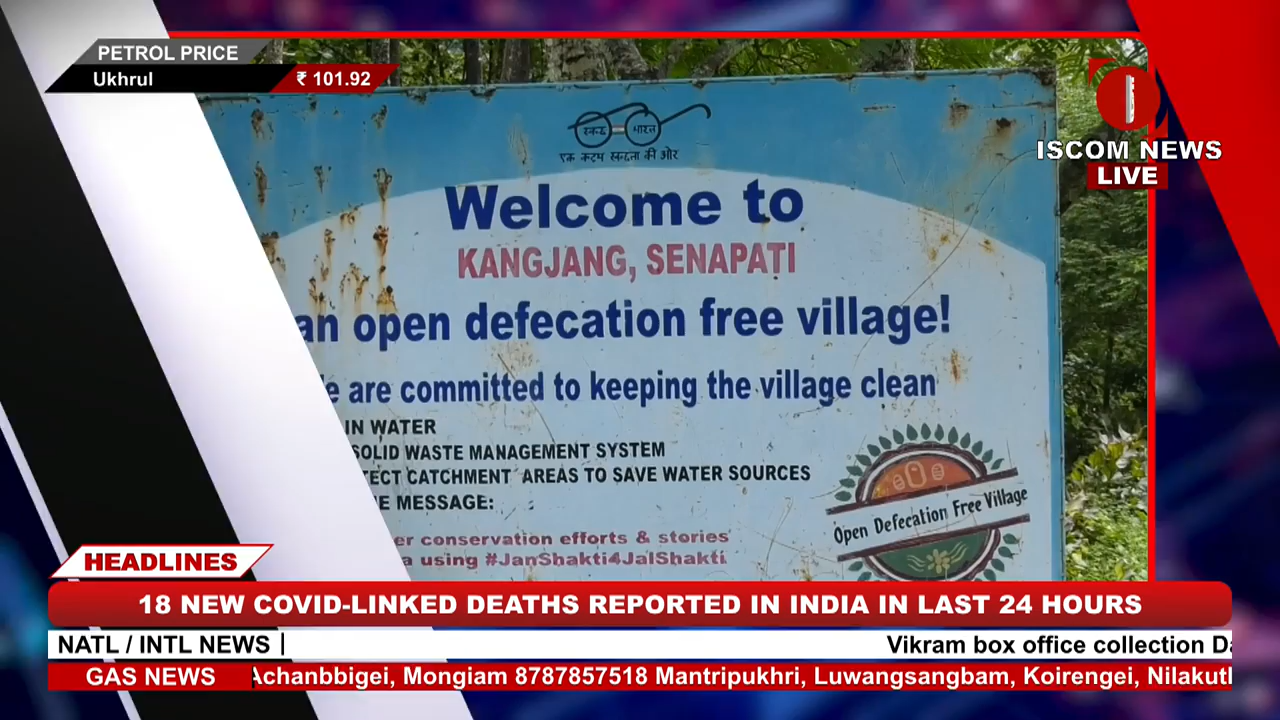 PETROL PRICE
Ukhrul ₹ 101.92
ISCOM NEWS
LIVE
एक कदम स्वच्छता की ओर
Welcome to
KANGJANG, SENAPATI
an open defecation free village!
e are committed to keeping the village clean
IN WATER
SOLID WASTE MANAGEMENT SYSTEM
TECT CATCHMENT AREAS TO SAVE WATER SOURCES
E MESSAGE:
er conservation efforts & stories'
a using #JanShakti4JalShakti
Open Defecation Free Village
HEADLINES
18 NEW COVID-LINKED DEATHS REPORTED IN INDIA IN LAST 24 HOURS
NATL / INTL NEWS | Vikram box office collection Da
GAS NEWS Achanbbigei, Mongiam 8787857518 Mantripukhri, Luwangsangbam, Koirengei, Nilakuth